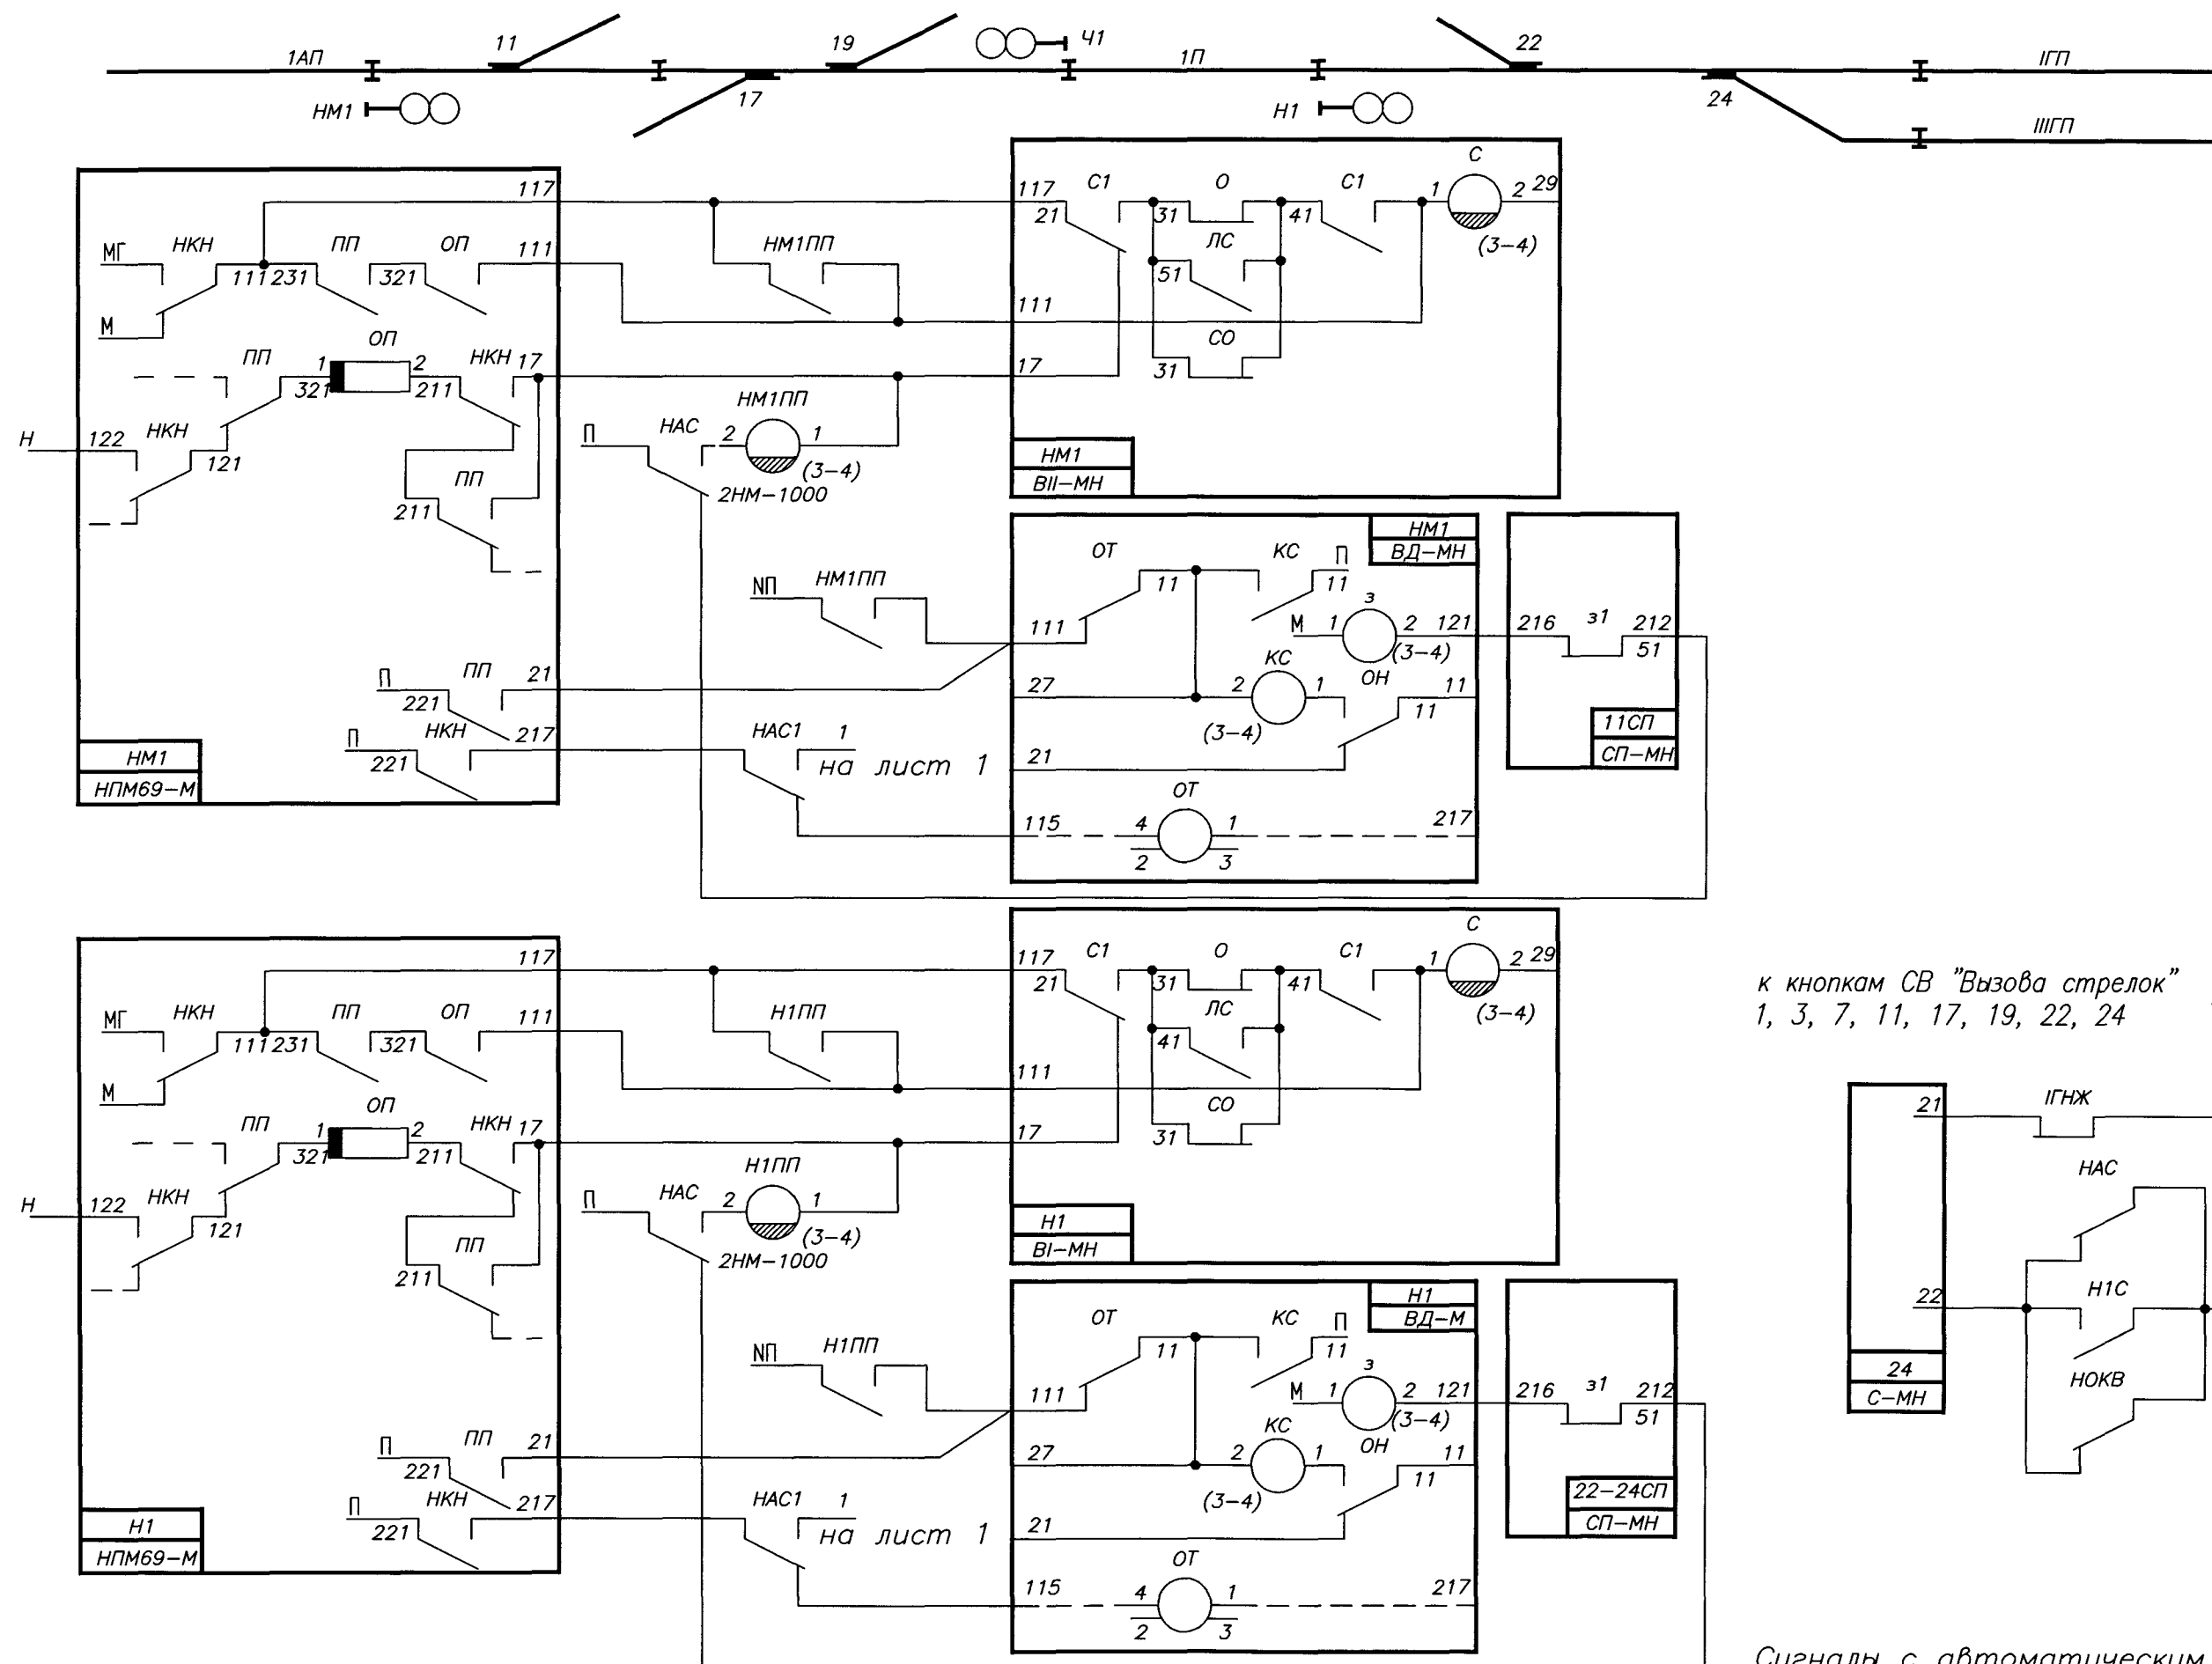 1АП 11 19 Ч1 1П 22 IГП
НМ1 17 Н1 24 IIIГП
117 117 С1 О С1 С
21 31 41 1 2 29
МГ НКН ПП ОП 111 НМ1ПП ЛС (3-4)
111 231 321 51
М 111
ОП СО
ПП 1 2 НКН 17 17 31
321 211 НМ1ПП
Н 122 НКН П НАС 2 1 НМ1
121 (3-4)
ПП 2НМ-1000 ВII-МН
211
ОТ КС П НМ1
ВД-МН
NП НМ1ПП 11 11
З
111 М 1 2 121 216 з1 212
(3-4) 51
ПП 21 КС ОН
П 27 2 1 11
221 11
НКН 217 НАС1 1 (3-4) 11СП
П
НМ1 221 на лист 1 21 СП-МН
НПМ69-М ОТ
115 4 1 217
2 3
117 117 С1 О С1 С
21 31 41 1 2 29
МГ НКН ПП ОП 111 Н1ПП ЛС (3-4)
111 231 321 41
М 111
ОП СО
ПП 1 2 НКН 17 17 31
321 211 Н1ПП
Н 122 НКН П НАС 2 1 Н1
121 (3-4)
ПП 2НМ-1000 ВI-МН
211
ОТ КС П Н1
ВД-М
NП Н1ПП 11 11
З
111 М 1 2 121 216 з1 212
(3-4) 51
ПП 21 КС ОН
П 27 2 1 11
221 11
НКН 217 НАС1 1 (3-4) 22-24СП
П
Н1 221 на лист 1 21 СП-МН
НПМ69-М ОТ
115 4 1 217
2 3
к кнопкам СВ "Вызова стрелок"
1, 3, 7, 11, 17, 19, 22, 24
21 IГНЖ
НАС
22 Н1С
24 НОКВ
С-МН
Сигналы с автоматическим